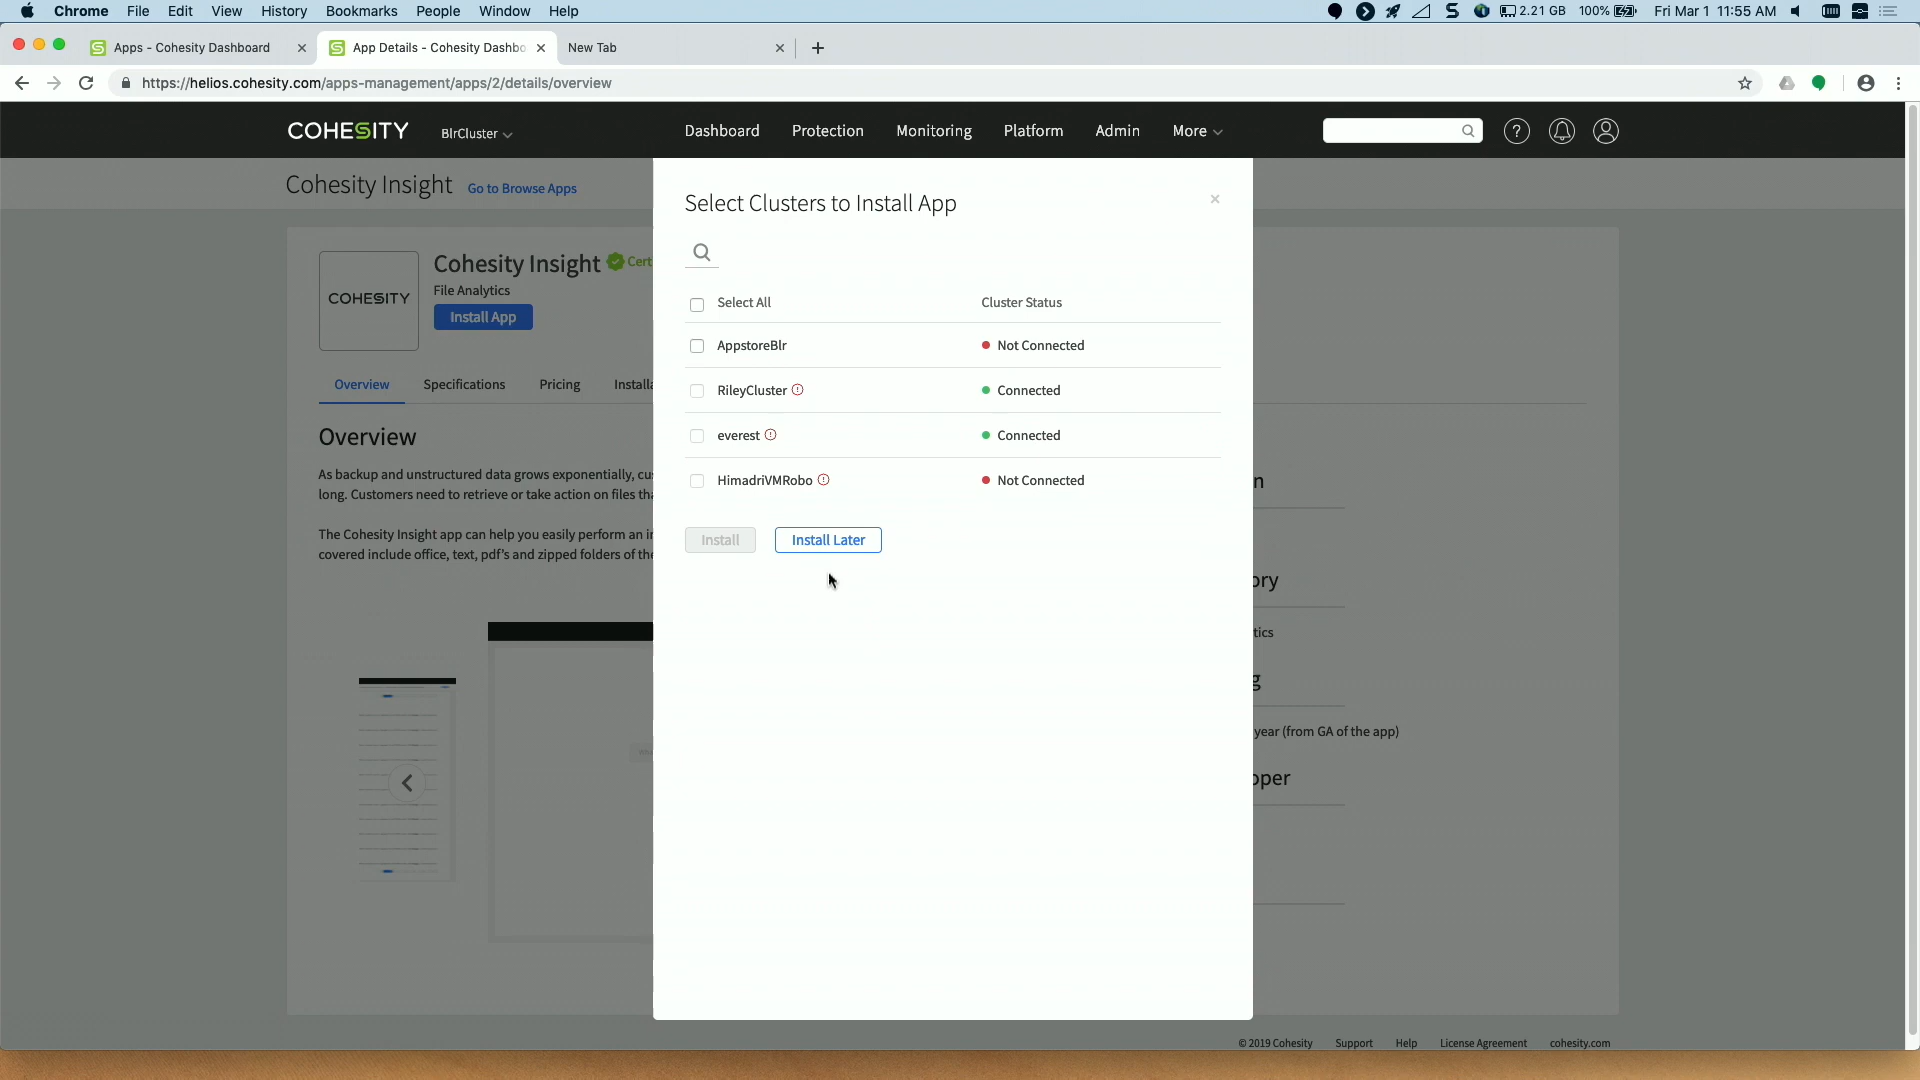 Chrome File Edit View History Bookmarks People Window Help 2.21 GB 100% Fri Mar 1 11:55 AM
Apps - Cohesity Dashboard App Details - Cohesity Dashbo New Tab
https://helios.cohesity.com/apps-management/apps/2/details/overview
COHESITY BlrCluster Dashboard Protection Monitoring Platform Admin More
Cohesity Insight Go to Browse Apps
Select Clusters to Install App
COHESITY
Cohesity Insight Cert
File Analytics
Install App
Overview Specifications Pricing Installa
Overview
As backup and unstructured data grows exponentially, cu
long. Customers need to retrieve or take action on files tha
The Cohesity Insight app can help you easily perform an i
covered include office, text, pdf's and zipped folders of the
Select All Cluster Status
AppstoreBlr Not Connected
RileyCluster Connected
everest Connected
HimadriVMRobo Not Connected
Install Install Later
n
ory
tics
g
year (from GA of the app)
oper
© 2019 Cohesity Support Help License Agreement cohesity.com